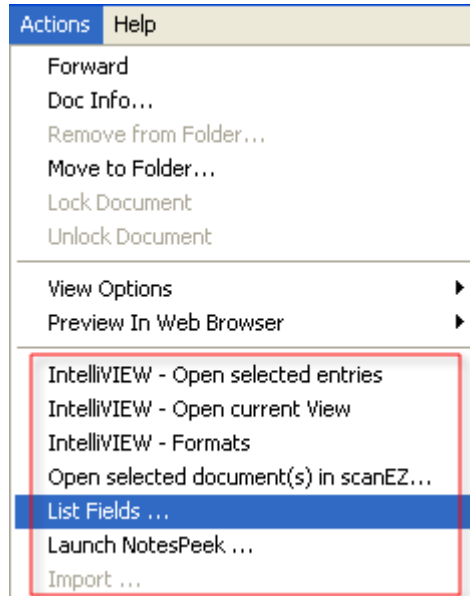 Actions Help
Forward
Doc Info...
Remove from Folder...
Move to Folder...
Lock Document
Unlock Document
View Options
Preview In Web Browser
IntelliVIEW - Open selected entries
IntelliVIEW - Open current View
IntelliVIEW - Formats
Open selected document(s) in scanEZ...
List Fields ...
Launch NotesPeek ...
Import ...